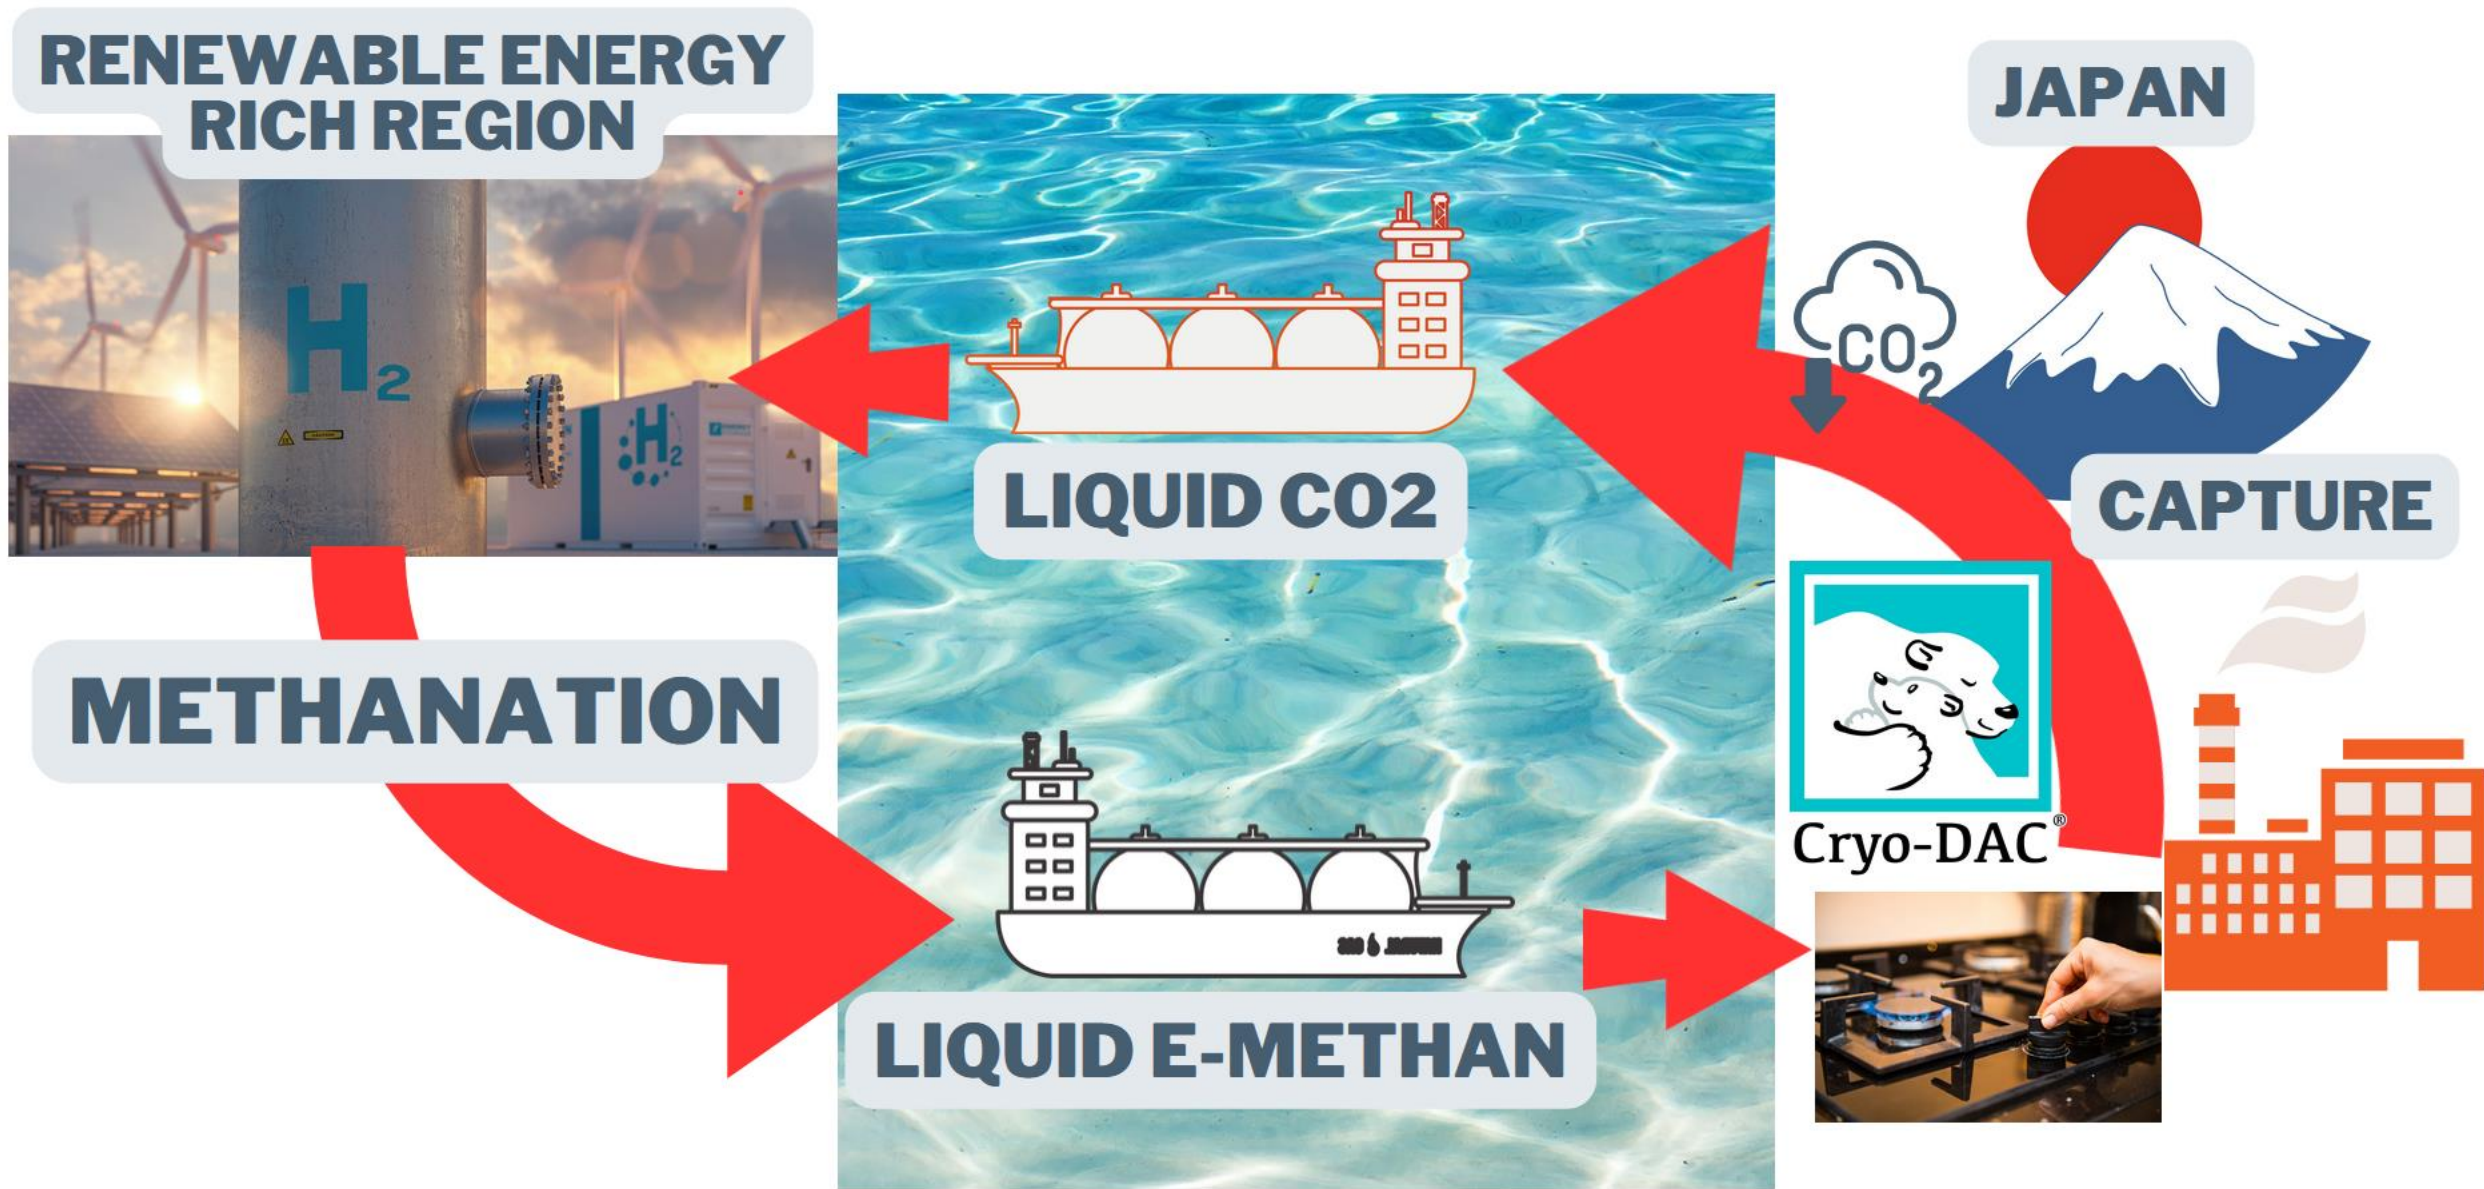 RENEWABLE ENERGY
RICH REGION
JAPAN
H2
H2
CO2
LIQUID CO2
CAPTURE
METHANATION
Cryo-DAC®
LIQUID E-METHAN